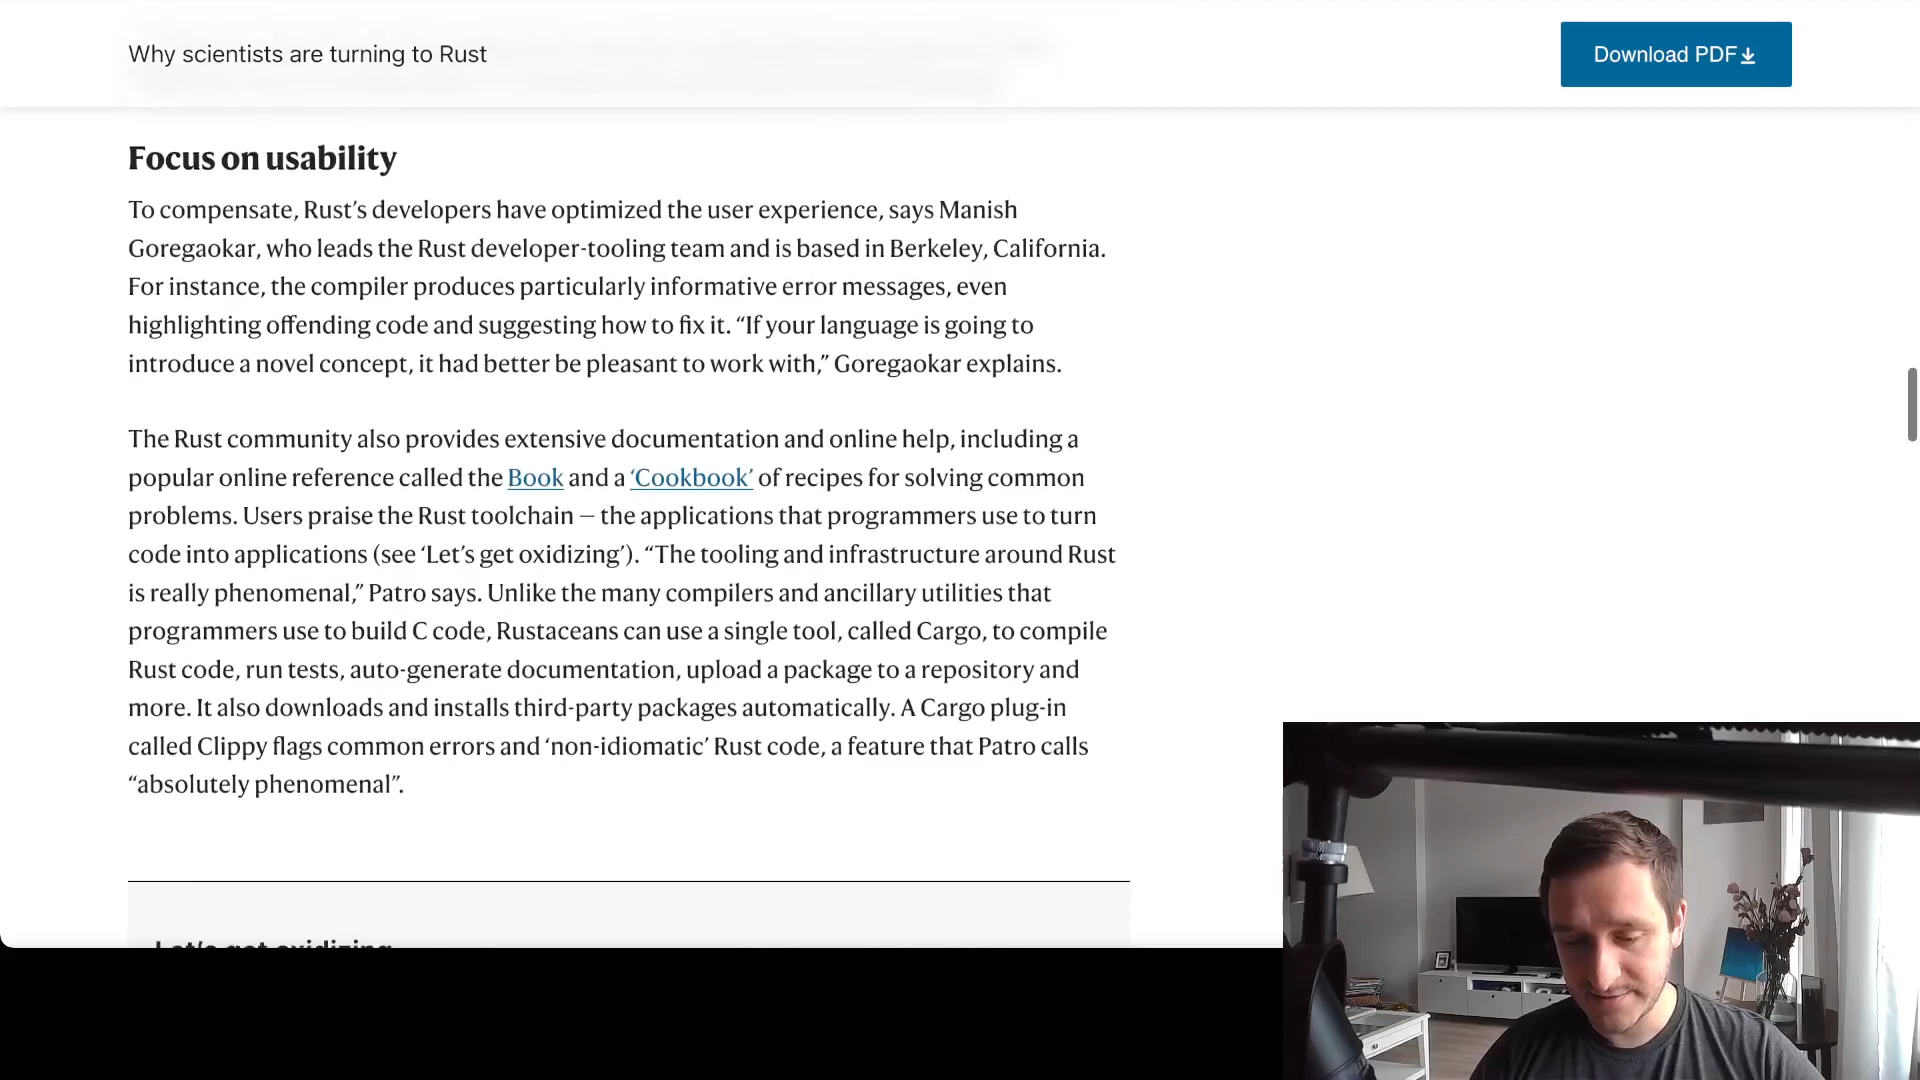 Why scientists are turning to Rust
Download PDF
Focus on usability
To compensate, Rust’s developers have optimized the user experience, says Manish
Goregaokar, who leads the Rust developer-tooling team and is based in Berkeley, California.
For instance, the compiler produces particularly informative error messages, even
highlighting offending code and suggesting how to fix it. “If your language is going to
introduce a novel concept, it had better be pleasant to work with,” Goregaokar explains.
The Rust community also provides extensive documentation and online help, including a
popular online reference called the Book and a ‘Cookbook’ of recipes for solving common
problems. Users praise the Rust toolchain — the applications that programmers use to turn
code into applications (see ‘Let’s get oxidizing’). “The tooling and infrastructure around Rust
is really phenomenal,” Patro says. Unlike the many compilers and ancillary utilities that
programmers use to build C code, Rustaceans can use a single tool, called Cargo, to compile
Rust code, run tests, auto-generate documentation, upload a package to a repository and
more. It also downloads and installs third-party packages automatically. A Cargo plug-in
called Clippy flags common errors and ‘non-idiomatic’ Rust code, a feature that Patro calls
“absolutely phenomenal”.
Let’s get oxidizing